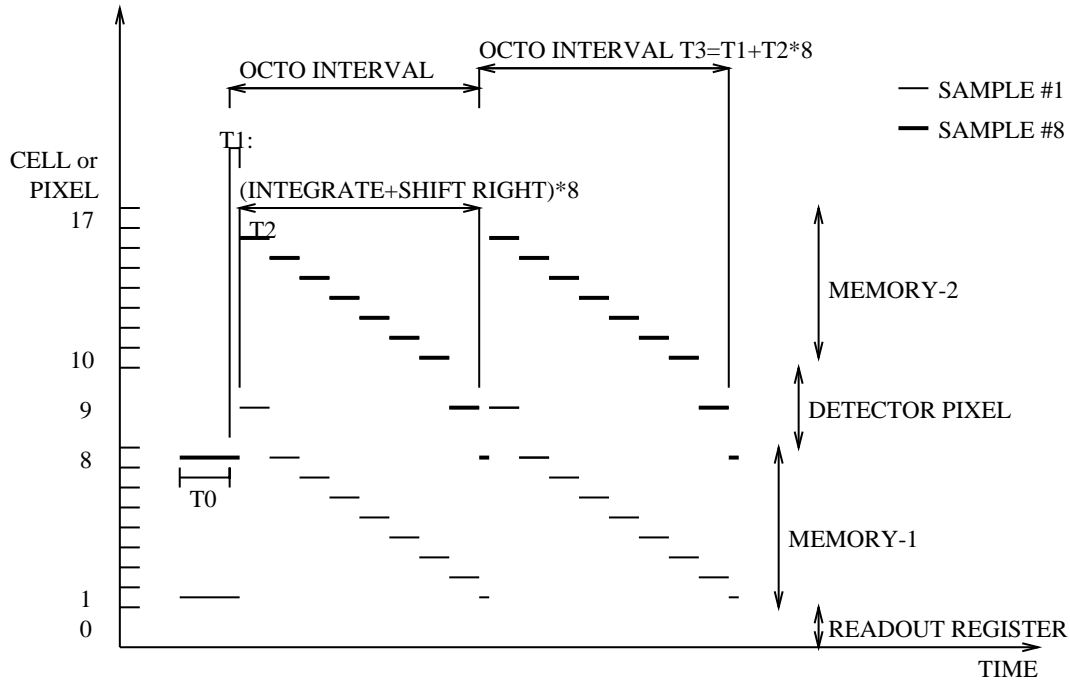 OCTO INTERVAL T3=T1+T2*8
OCTO INTERVAL
SAMPLE #1
SAMPLE #8
T1:
CELL or
PIXEL
(INTEGRATE+SHIFT RIGHT)*8
17
T2
MEMORY-2
10
9
DETECTOR PIXEL
8
T0
MEMORY-1
1
0
READOUT REGISTER
TIME